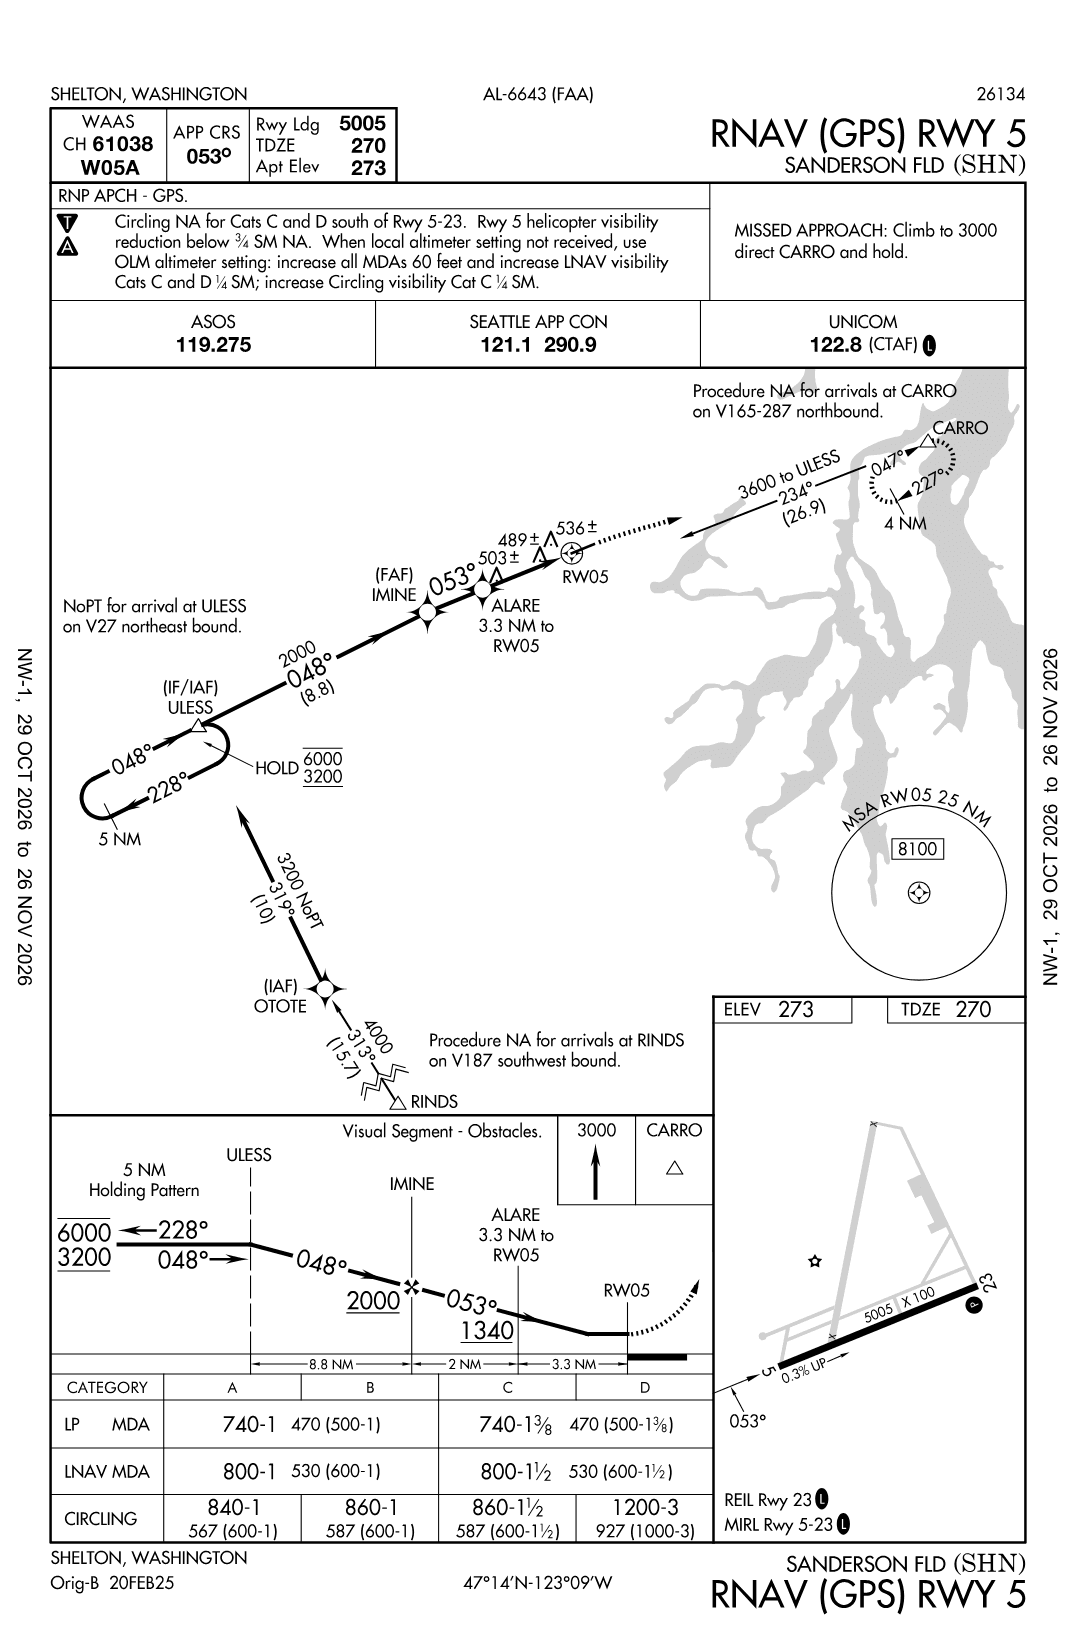 SHELTON, WASHINGTON
AL-6643 (FAA)
26134
WAAS
CH 61038
W05A
APP CRS
053°
Rwy Ldg 5005
TDZE 270
Apt Elev 273
RNAV (GPS) RWY 5
SANDERSON FLD (SHN)
RNP APCH - GPS.
T
A
Circling NA for Cats C and D south of Rwy 5-23. Rwy 5 helicopter visibility
reduction below ¾ SM NA. When local altimeter setting not received, use
OLM altimeter setting: increase all MDAs 60 feet and increase LNAV visibility
Cats C and D ¼ SM; increase Circling visibility Cat C ¼ SM.
MISSED APPROACH: Climb to 3000
direct CARRO and hold.
ASOS
119.275
SEATTLE APP CON
121.1 290.9
UNICOM
122.8 (CTAF) L
Procedure NA for arrivals at CARRO
on V165-287 northbound.
CARRO
047°
227°
4 NM
3600 to ULESS
234°
(26.9)
536±
489±
503±
RW05
(FAF)
IMINE
053°
ALARE
3.3 NM to
RW05
NoPT for arrival at ULESS
on V27 northeast bound.
2000
048°
(8.8)
(IF/IAF)
ULESS
048°
228°
HOLD 6000
3200
5 NM
MSA RW05 25 NM
8100
3200 NoPT
319°
(10)
(IAF)
OTOTE
4000
313°
(15.7)
RINDS
Procedure NA for arrivals at RINDS
on V187 southwest bound.
NW-1, 29 OCT 2026 to 26 NOV 2026
NW-1, 29 OCT 2026 to 26 NOV 2026
ELEV 273
TDZE 270
5005 X 100
23
P
5
0.3% UP
053°
REIL Rwy 23 L
MIRL Rwy 5-23 L
Visual Segment - Obstacles.
3000
CARRO
5 NM
Holding Pattern
ULESS
IMINE
ALARE
3.3 NM to
RW05
RW05
6000
3200
228°
048°
048°
2000
053°
1340
8.8 NM
2 NM
3.3 NM
CATEGORY A B C D
LP MDA 740-1 470 (500-1) 740-1⅜ 470 (500-1⅜)
LNAV MDA 800-1 530 (600-1) 800-1½ 530 (600-1½)
CIRCLING 840-1 860-1 860-1½ 1200-3
567 (600-1) 587 (600-1) 587 (600-1½) 927 (1000-3)
SHELTON, WASHINGTON
Orig-B 20FEB25
47°14'N-123°09'W
SANDERSON FLD (SHN)
RNAV (GPS) RWY 5